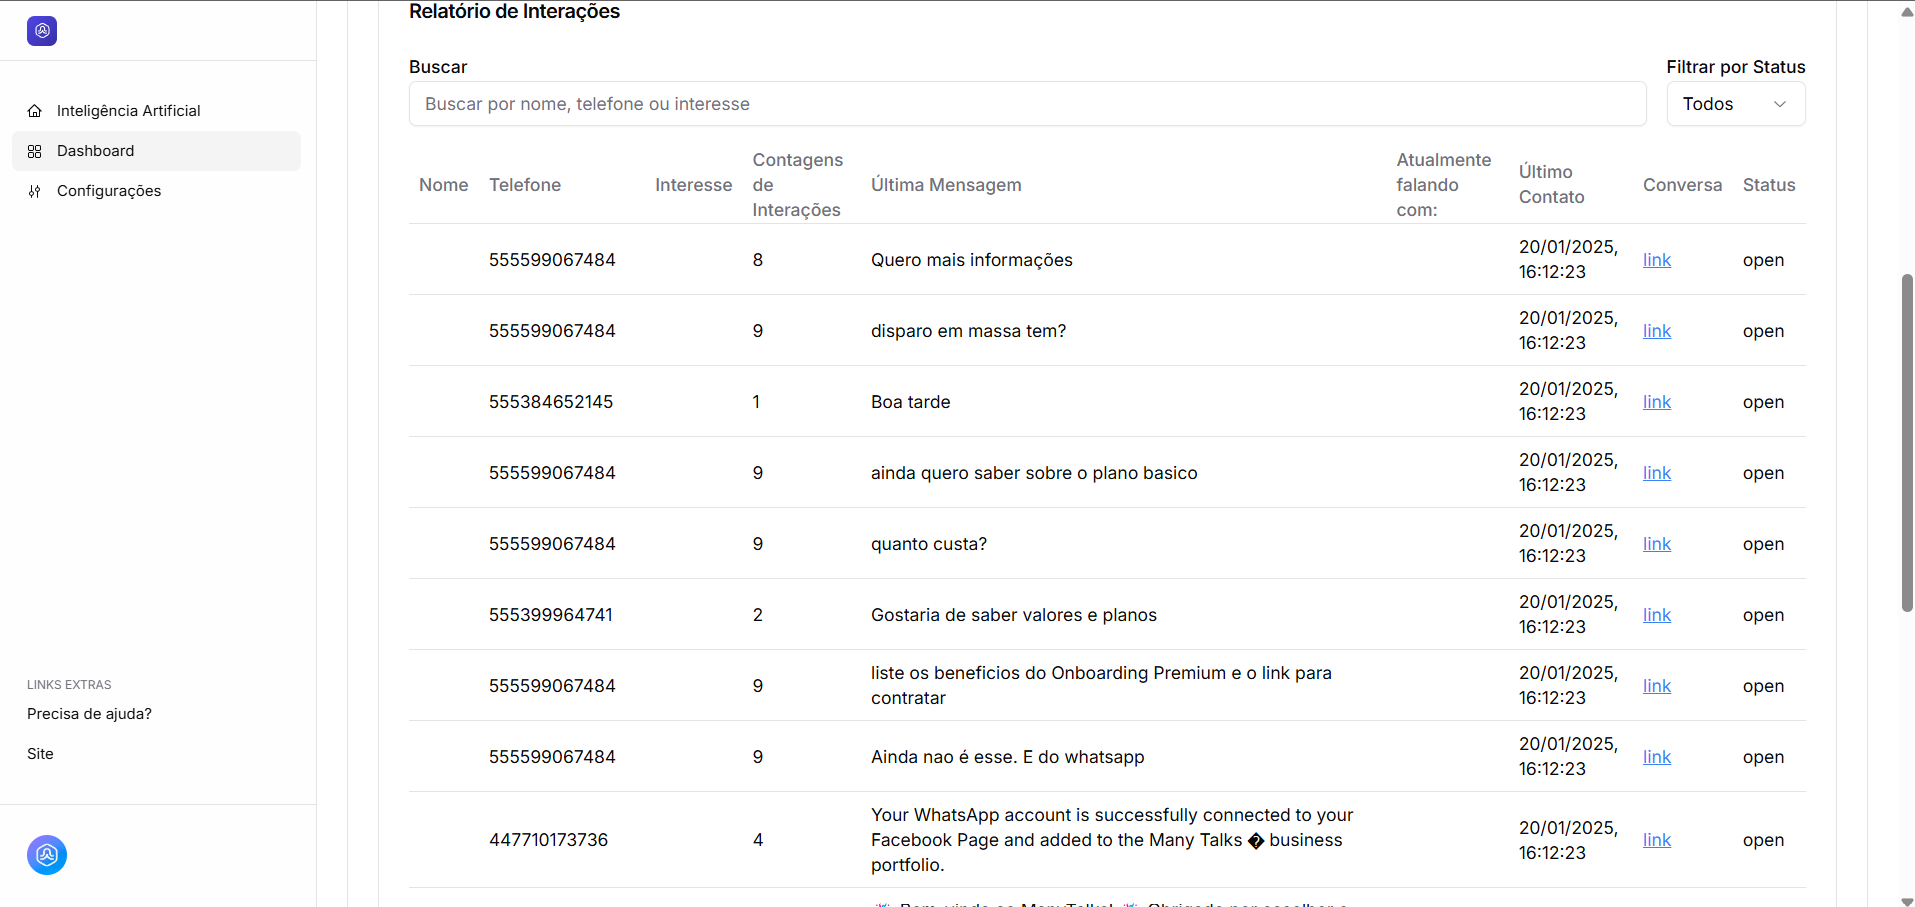 Relatório de Interações
Buscar
Filtrar por Status
Buscar por nome, telefone ou interesse
Todos
Inteligência Artificial
Dashboard
Configurações
LINKS EXTRAS
Precisa de ajuda?
Site
Nome Telefone Interesse Contagens de Interações Última Mensagem Atualmente falando com: Último Contato Conversa Status
555599067484 8 Quero mais informações 20/01/2025, 16:12:23 link open
555599067484 9 disparo em massa tem? 20/01/2025, 16:12:23 link open
555384652145 1 Boa tarde 20/01/2025, 16:12:23 link open
555599067484 9 ainda quero saber sobre o plano basico 20/01/2025, 16:12:23 link open
555599067484 9 quanto custa? 20/01/2025, 16:12:23 link open
555399964741 2 Gostaria de saber valores e planos 20/01/2025, 16:12:23 link open
555599067484 9 liste os beneficios do Onboarding Premium e o link para contratar 20/01/2025, 16:12:23 link open
555599067484 9 Ainda nao é esse. E do whatsapp 20/01/2025, 16:12:23 link open
447710173736 4 Your WhatsApp account is successfully connected to your Facebook Page and added to the Many Talks � business portfolio. 20/01/2025, 16:12:23 link open